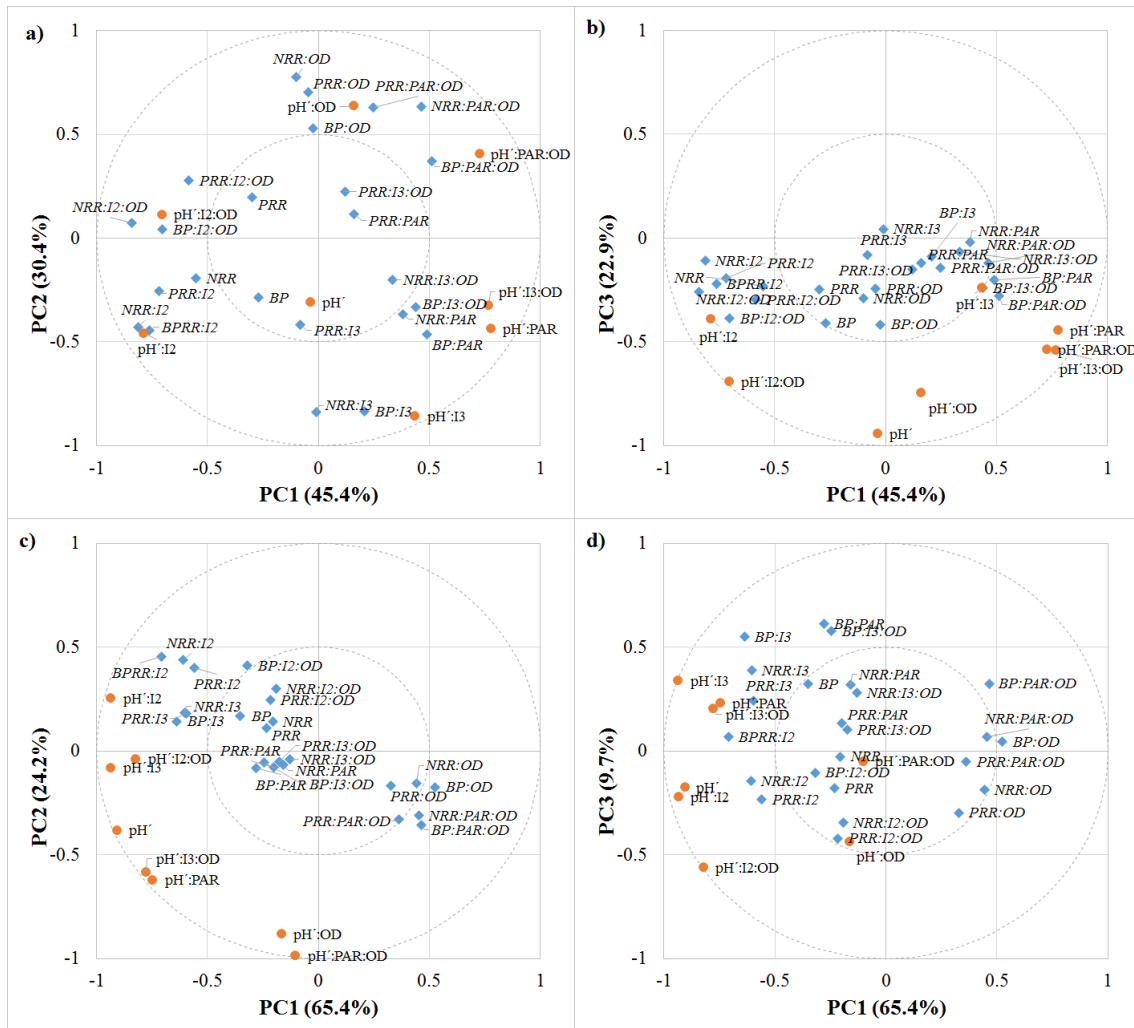 a)
1
NRR:OD
PRR:OD
PRR:PAR:OD
pH´:OD
NRR:PAR:OD
BP:OD
0.5
pH´:PAR:OD
BP:PAR:OD
PRR:I2:OD
PRR
PRR:I3:OD
NRR:I2:OD
pH´:I2:OD
PRR:PAR
BP:I2:OD
0
NRR
NRR:I3:OD
PRR:I2
BP
pH´
BP:I3:OD
pH´:I3:OD
NRR:I2
NRR:PAR
BPRR:I2
PRR:I3
pH´:PAR
pH´:I2
BP:PAR
-0.5
NRR:I3
BP:I3
pH´:I3
-1
-1
-0.5
0
0.5
1
PC2 (30.4%)
PC1 (45.4%)
b)
1
0.5
BP:I3
NRR:I3
NRR:PAR
0
PRR:I3
NRR:PAR:OD
PRR:PAR
NRR:I3:OD
NRR
PRR:I2
PRR:I3:OD
PRR:PAR:OD
BP:PAR
BPRR:I2
PRR
PRR:OD
BP:I3:OD
NRR:I2:OD
PRR:I2:OD
NRR:OD
pH´:I3
BP:PAR:OD
pH´:I2
BP:I2:OD
BP
BP:OD
pH´:PAR
-0.5
pH´:PAR:OD
pH´:I3:OD
pH´:I2:OD
pH´:OD
pH´
-1
-1
-0.5
0
0.5
1
PC3 (22.9%)
PC1 (45.4%)
c)
1
NRR:I2
0.5
BPRR:I2
BP:I2:OD
PRR:I2
pH´:I2
NRR:I2:OD
PRR:I2:OD
NRR:I3
PRR:I3
BP:I3
BP
NRR
PRR
0
pH´:I2:OD
PRR:PAR
PRR:I3:OD
NRR:I3:OD
pH´:I3
NRR:PAR
NRR:OD
BP:PAR
BP:I3:OD
BP:OD
PRR:OD
PRR:PAR:OD
NRR:PAR:OD
pH´
BP:PAR:OD
-0.5
pH´:I3:OD
pH´:PAR
pH´:OD
pH´:PAR:OD
-1
-1
-0.5
0
0.5
1
PC2 (24.2%)
PC1 (65.4%)
d)
1
BP:PAR
BP:I3
BP:I3:OD
0.5
NRR:I3
pH´:I3
PRR:I3
BP
NRR:PAR
BP:PAR:OD
pH´:PAR
NRR:I3:OD
pH´:I3:OD
PRR:PAR
NRR:PAR:OD
BPRR:I2
PRR:I3:OD
BP:OD
0
NRR
pH´:PAR:OD
PRR:PAR:OD
BP:I2:OD
pH´
NRR:I2
PRR
NRR:OD
pH´:I2
PRR:I2
PRR:OD
NRR:I2:OD
PRR:I2:OD
-0.5
pH´:OD
pH´:I2:OD
-1
-1
-0.5
0
0.5
1
PC3 (9.7%)
PC1 (65.4%)